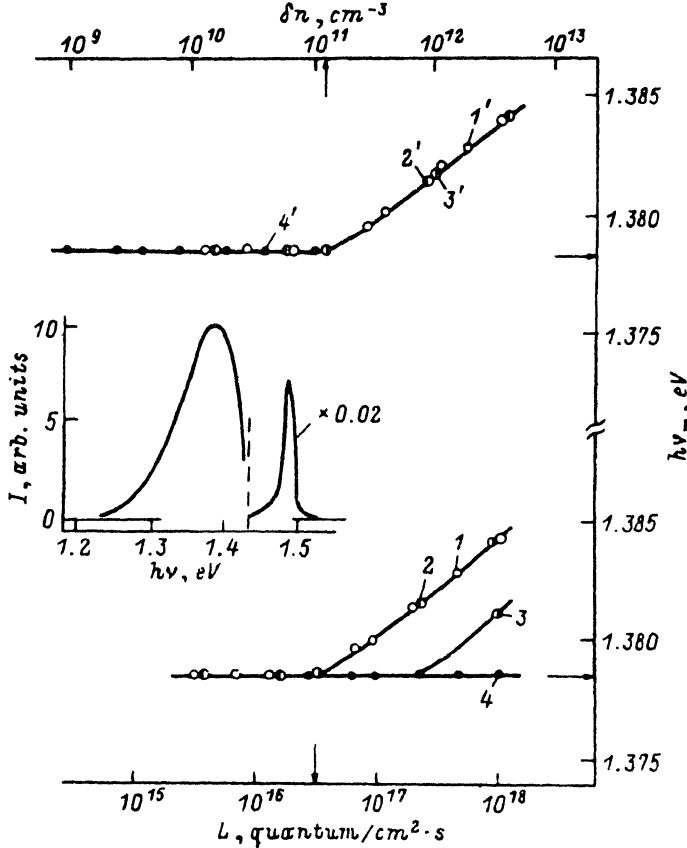 δn, cm⁻³
10⁹ 10¹⁰ 10¹¹ 10¹² 10¹³
1.385
1'
2'
3'
1.380
4'
1.375
10
5
0
I, arb. units
× 0.02
1.2 1.3 1.4 1.5
hν, eV
hν , eV
1.385
2 1
3
1.380
4
1.375
10¹⁵ 10¹⁶ 10¹⁷ 10¹⁸
L, quantum/cm²·s